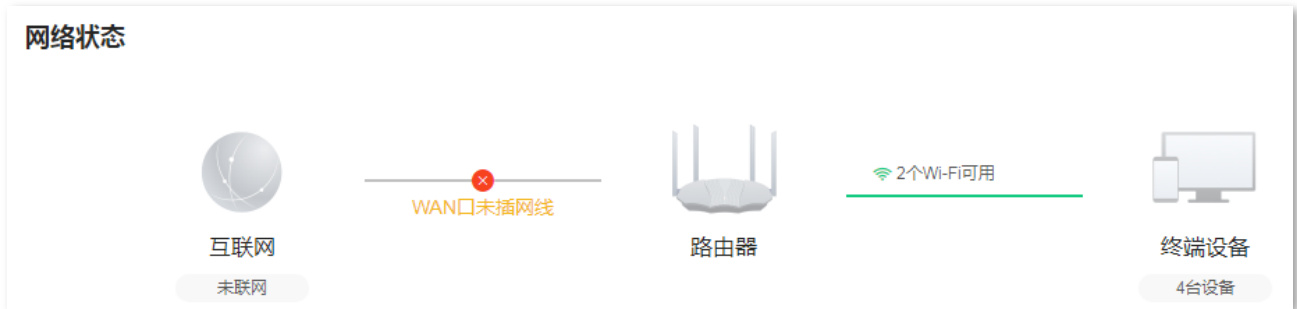 网络状态
2个Wi-Fi可用
WAN口未插网线
互联网
路由器
终端设备
未联网
4台设备